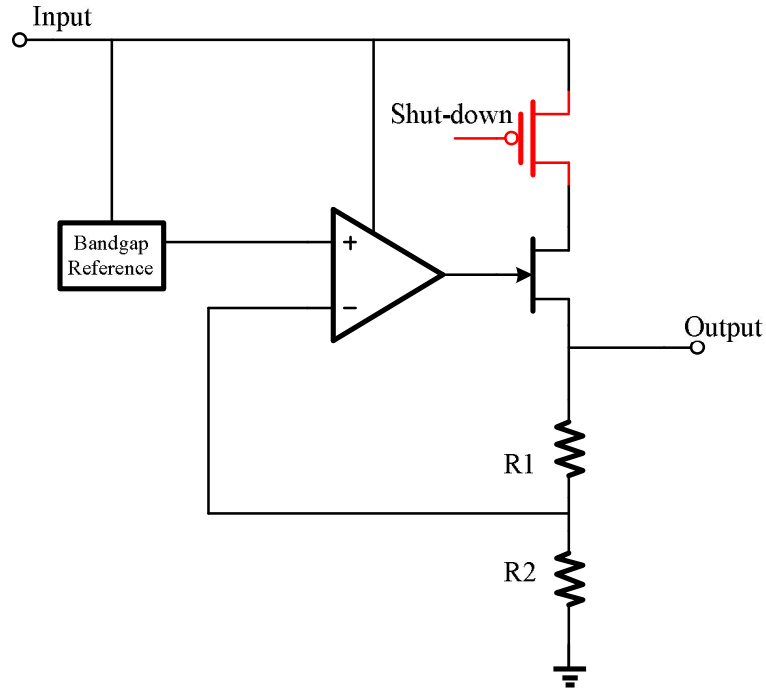 Input
Shut-down
Bandgap
Reference
+
−
Output
R1
R2